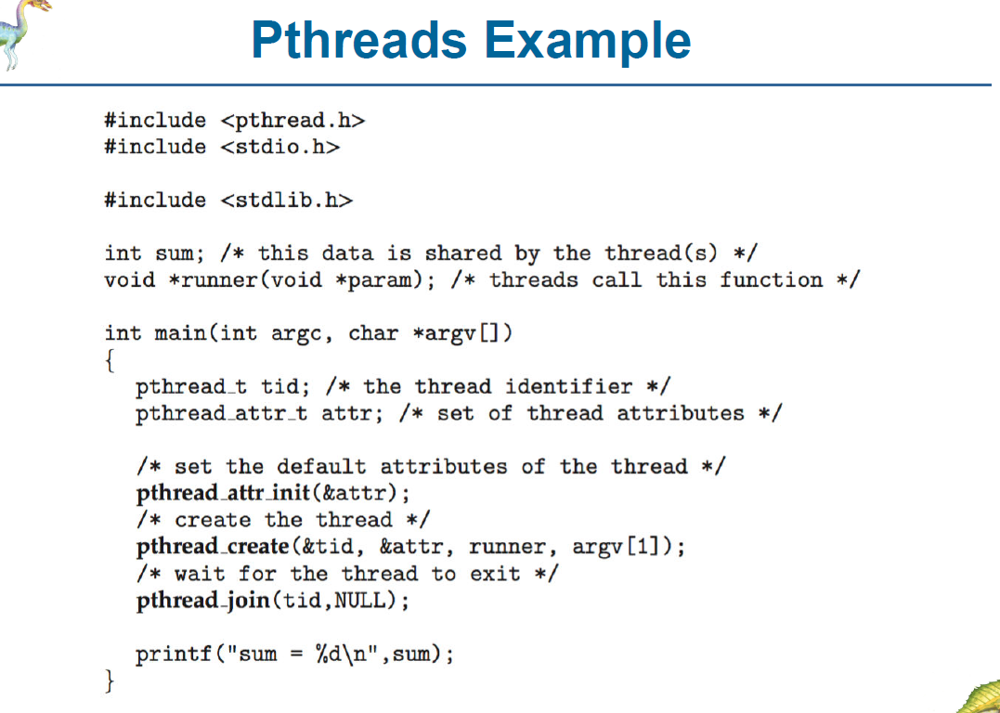 Pthreads Example
#include <pthread.h>
#include <stdio.h>
#include <stdlib.h>
int sum; /* this data is shared by the thread(s) */
void *runner(void *param); /* threads call this function */
int main(int argc, char *argv[])
{
pthread_t tid; /* the thread identifier */
pthread_attr_t attr; /* set of thread attributes */
/* set the default attributes of the thread */
pthread_attr_init(&attr);
/* create the thread */
pthread_create(&tid, &attr, runner, argv[1]);
/* wait for the thread to exit */
pthread_join(tid,NULL);
printf("sum = %d\n",sum);
}